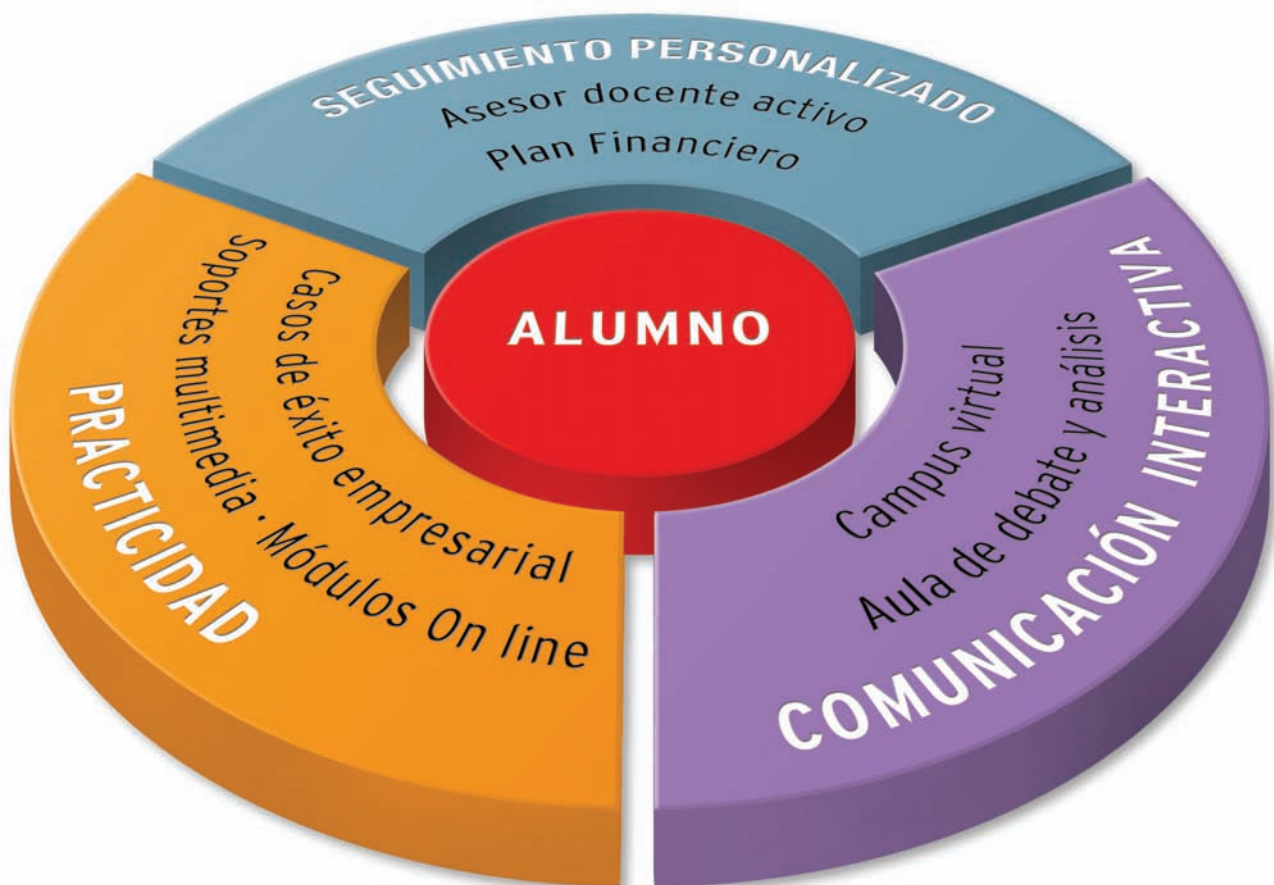 SEGUIMIENTO PERSONALIZADO
Asesor docente activo
Plan Financiero
ALUMNO
Casos de éxito empresarial
Soportes multimedia · Módulos On line
PRACTICIDAD
Campus virtual
Aula de debate y análisis
COMUNICACIÓN INTERACTIVA